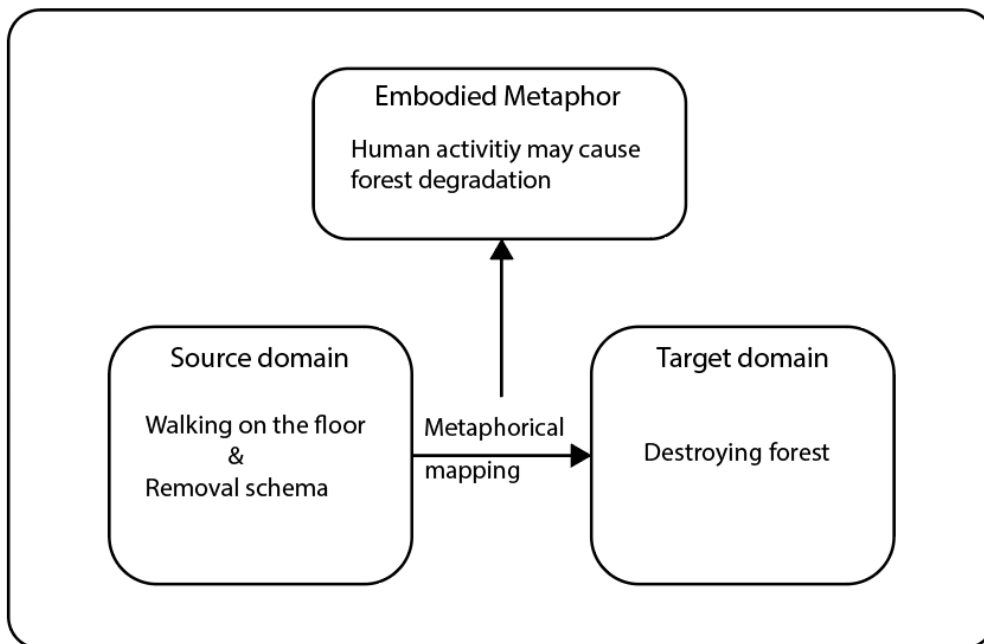 Embodied Metaphor
Human activitiy may cause
forest degradation
Source domain
Walking on the floor
&
Removal schema
Metaphorical
mapping
Target domain
Destroying forest